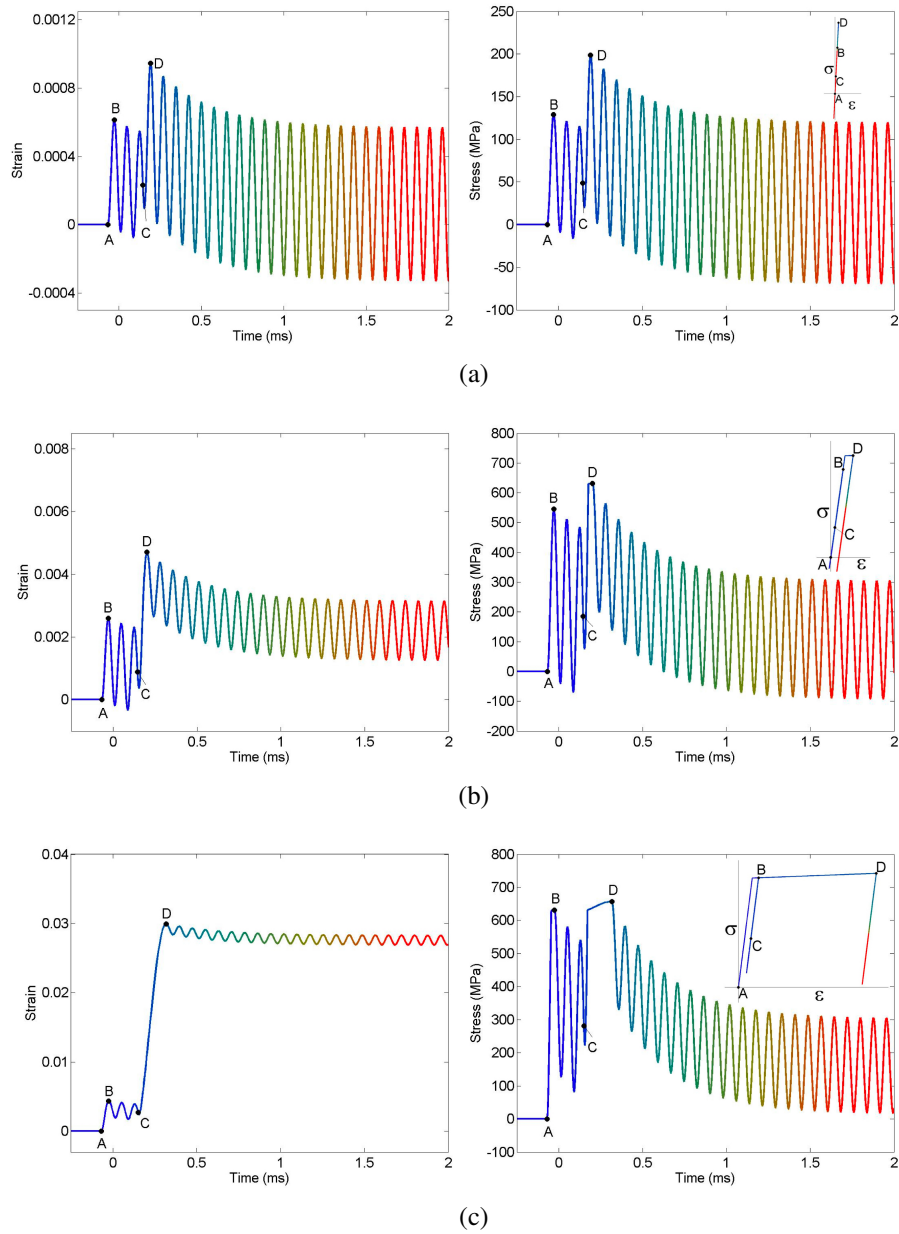 0.0012
0.0008
0.0004
0
-0.0004
Strain
0
0.5
1
1.5
2
Time (ms)
A
B
C
D
250
200
150
100
50
0
-50
-100
Stress (MPa)
0
0.5
1
1.5
2
Time (ms)
A
B
C
D
D
B
σ
C
A
ε
(a)
0.008
0.006
0.004
0.002
0
Strain
0
0.5
1
1.5
2
Time (ms)
A
B
C
D
800
700
600
500
400
300
200
100
0
-100
-200
Stress (MPa)
0
0.5
1
1.5
2
Time (ms)
A
B
C
D
B
D
σ
C
A
ε
(b)
0.04
0.03
0.02
0.01
0
Strain
0
0.5
1
1.5
2
Time (ms)
A
B
C
D
800
700
600
500
400
300
200
100
0
-100
Stress (MPa)
0
0.5
1
1.5
2
Time (ms)
A
B
C
D
B
D
σ
C
A
ε
(c)